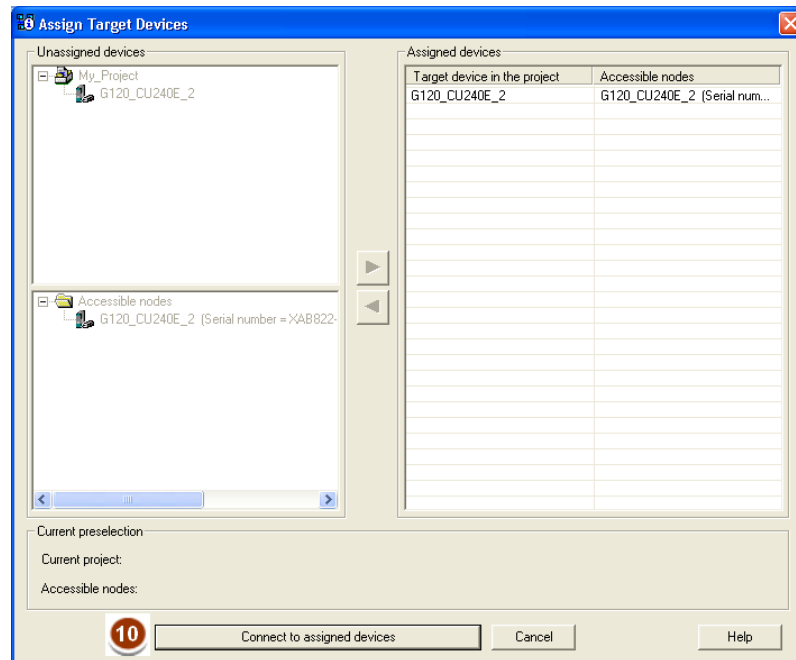 Assign Target Devices
Unassigned devices
My_Project
G120_CU240E_2
Accessible nodes
G120_CU240E_2 (Serial number = XAB822-
Assigned devices
Target device in the project Accessible nodes
G120_CU240E_2 G120_CU240E_2 (Serial num...
Current preselection
Current project:
Accessible nodes:
10 Connect to assigned devices Cancel Help